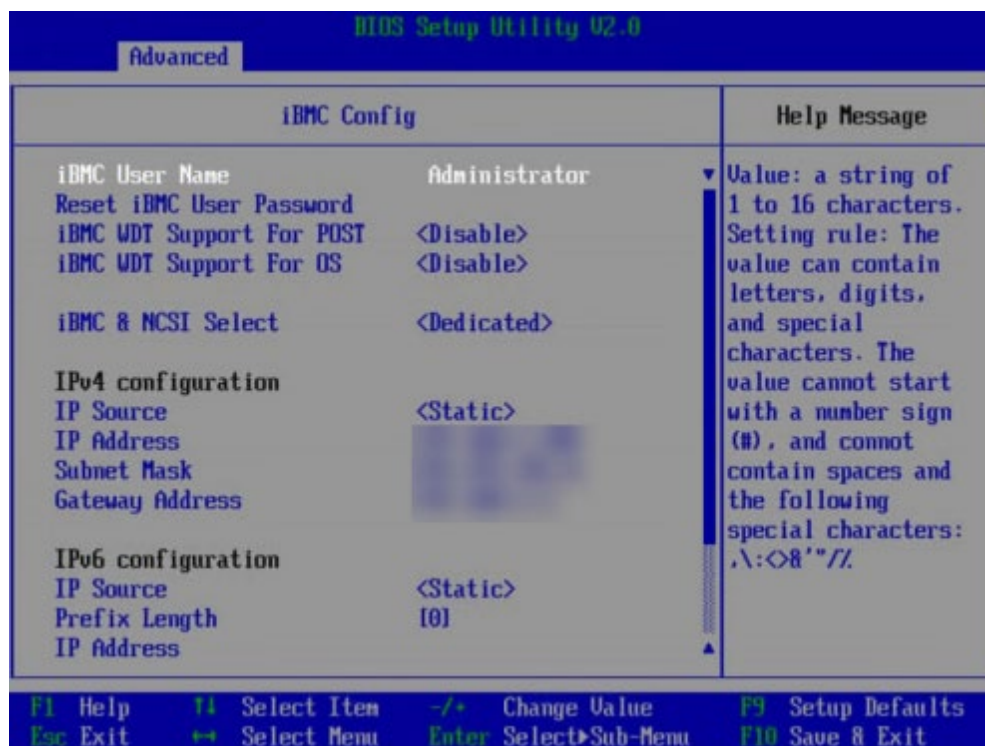 BIOS Setup Utility V2.0
Advanced
iBMC Config
iBMC User Name Administrator
Reset iBMC User Password
iBMC WDT Support For POST <Disable>
iBMC WDT Support For OS <Disable>
iBMC & NCSI Select <Dedicated>
IPv4 configuration
IP Source <Static>
IP Address
Subnet Mask
Gateway Address
IPv6 configuration
IP Source <Static>
Prefix Length [0]
IP Address
Help Message
Value: a string of
1 to 16 characters.
Setting rule: The
value can contain
letters, digits,
and special
characters. The
value cannot start
with a number sign
(#), and connot
contain spaces and
the following
special characters:
,\:<>&'"/%
F1 Help ↑↓ Select Item -/+ Change Value F9 Setup Defaults
Esc Exit ↔ Select Menu Enter Select▶Sub-Menu F10 Save & Exit